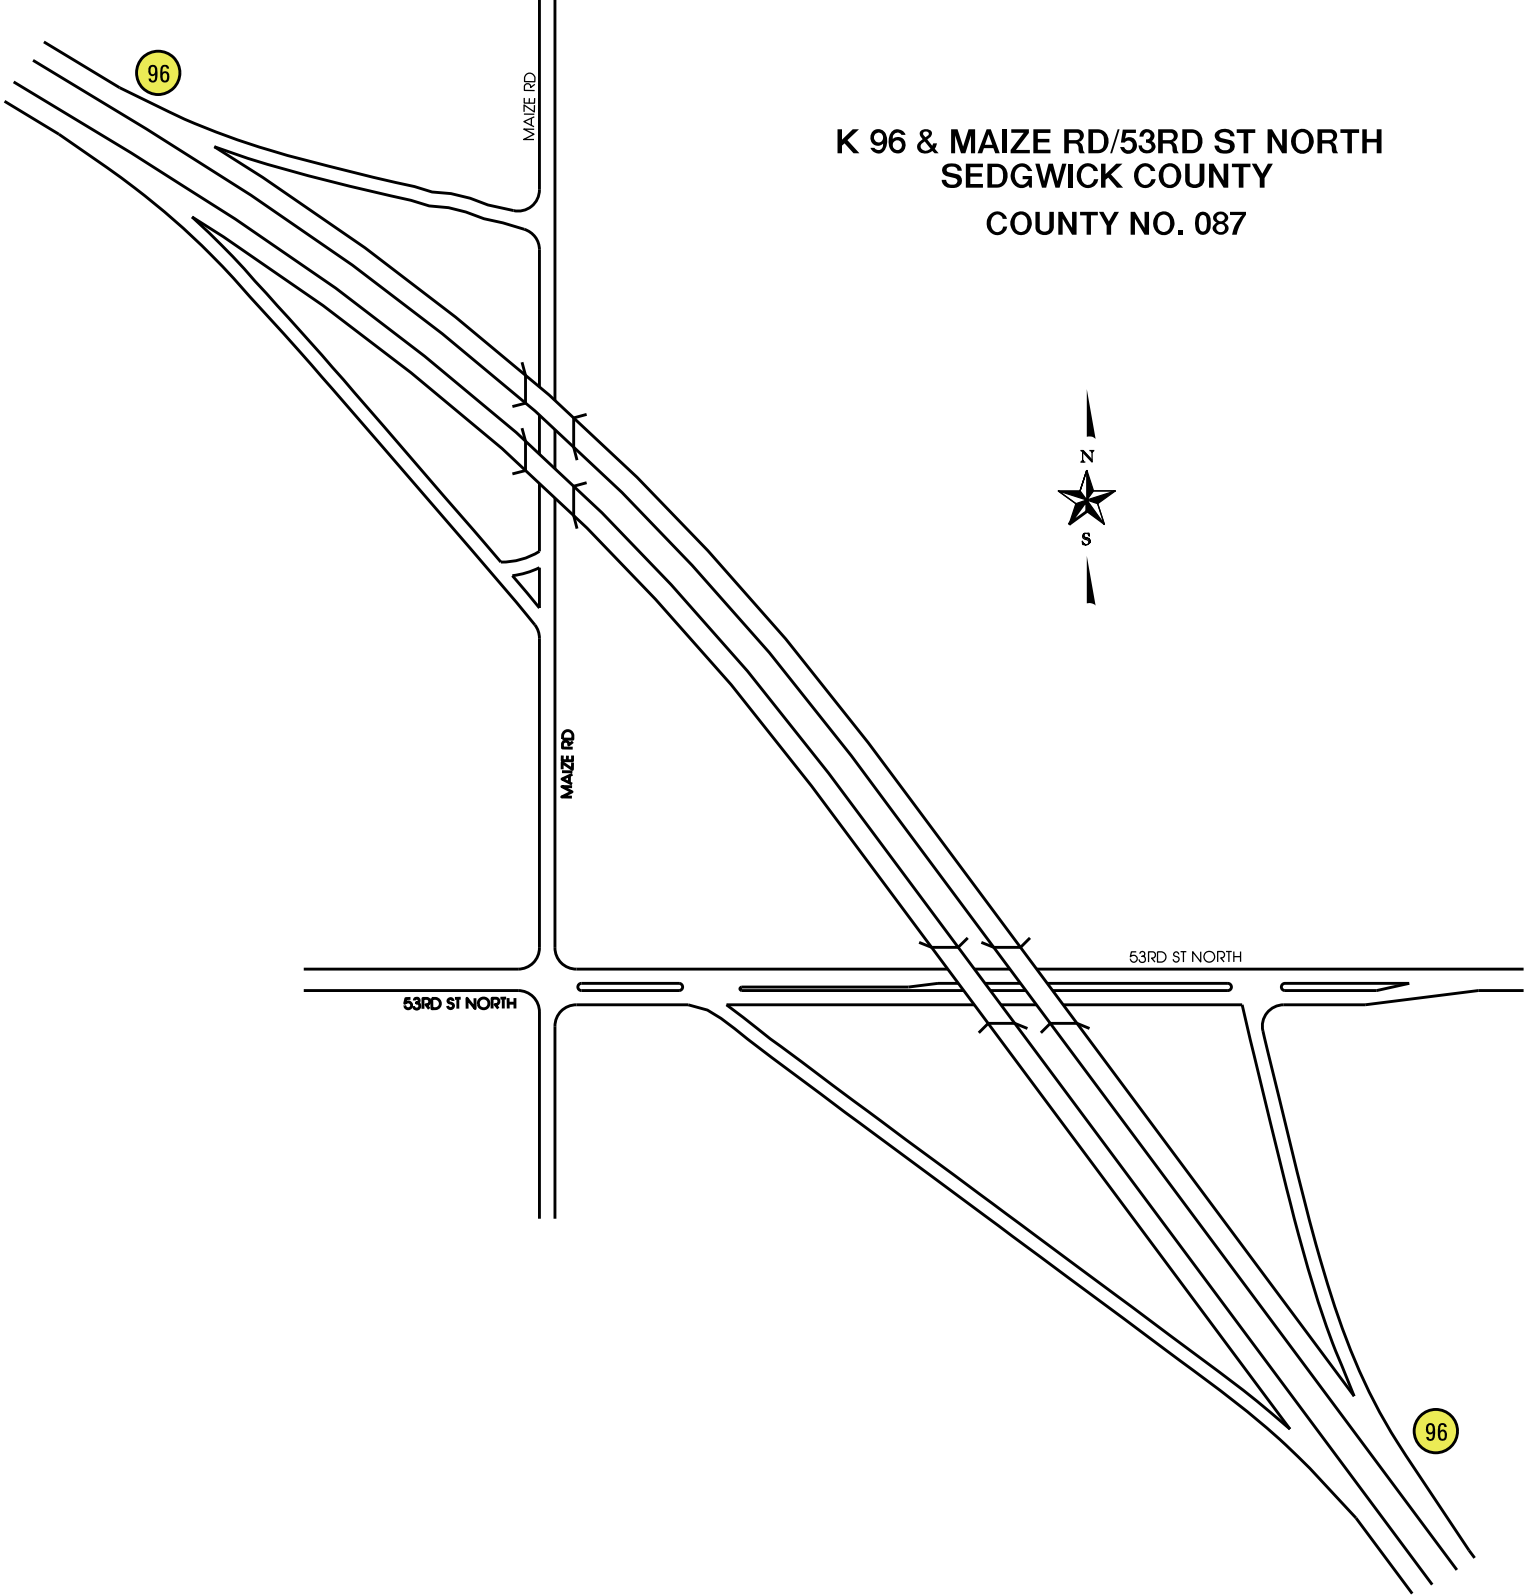 96
MAIZE RD
K 96 & MAIZE RD/53RD ST NORTH
SEDGWICK COUNTY
COUNTY NO. 087
N
S
MAIZE RD
53RD ST NORTH
53RD ST NORTH
96